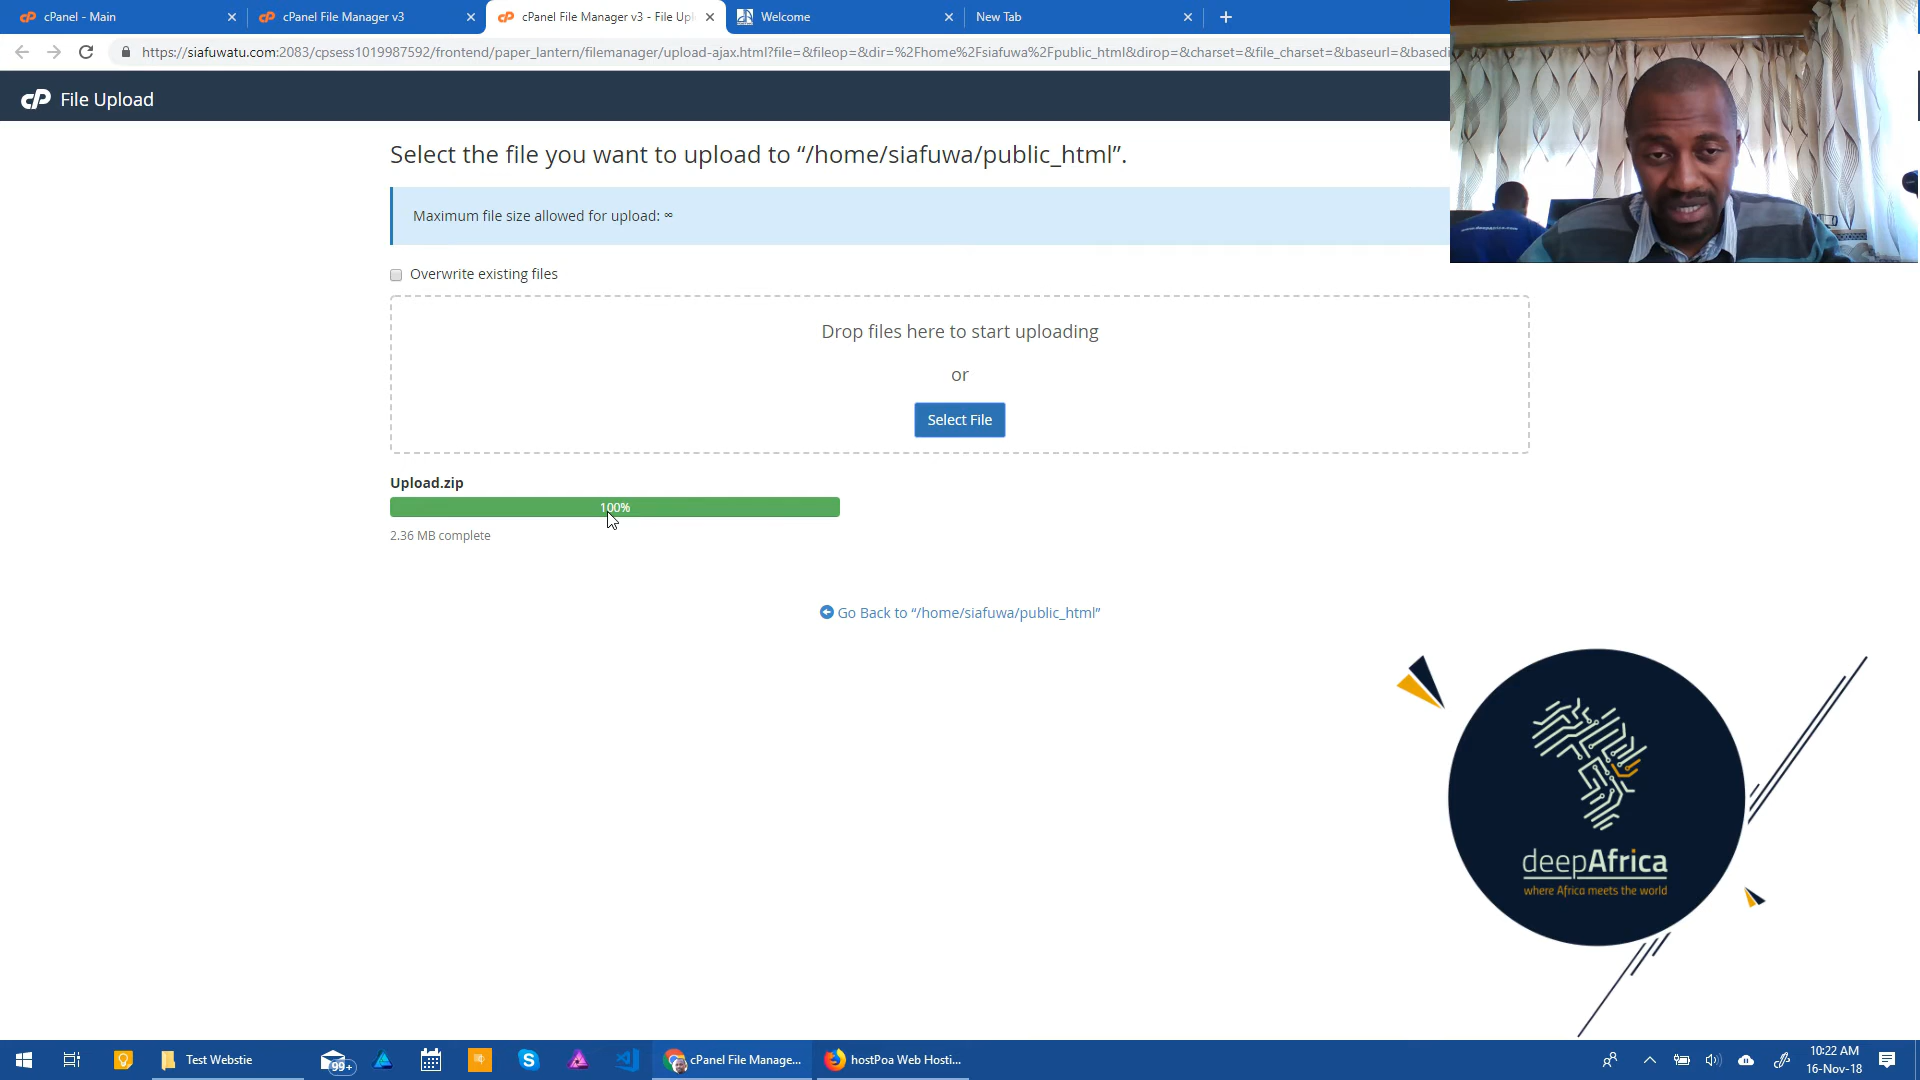 cPanel - Main
cPanel File Manager v3
cPanel File Manager v3 - File Upl
Welcome
New Tab
https://siafuwatu.com:2083/cpsess1019987592/frontend/paper_lantern/filemanager/upload-ajax.html?file=&fileop=&dir=%2Fhome%2Fsiafuwa%2Fpublic_html&dirop=&charset=&file_charset=&baseurl=&basedi
cP File Upload
Select the file you want to upload to “/home/siafuwa/public_html”.
Maximum file size allowed for upload: ∞
Overwrite existing files
Drop files here to start uploading
or
Select File
Upload.zip
100%
2.36 MB complete
Go Back to “/home/siafuwa/public_html”
deepAfrica
where Africa meets the world
Test Webstie
99+
cPanel File Manage...
hostPoa Web Hosti...
10:22 AM
16-Nov-18